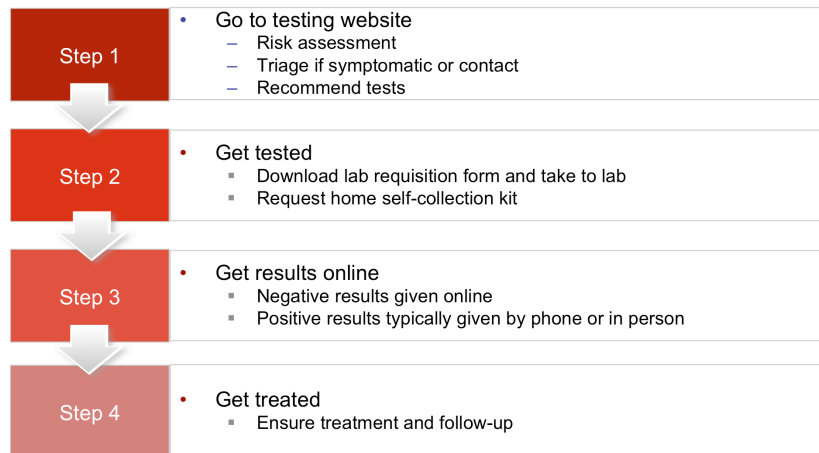 Step 1
• Go to testing website
– Risk assessment
– Triage if symptomatic or contact
– Recommend tests
Step 2
• Get tested
▪ Download lab requisition form and take to lab
▪ Request home self-collection kit
Step 3
• Get results online
▪ Negative results given online
▪ Positive results typically given by phone or in person
Step 4
• Get treated
▪ Ensure treatment and follow-up